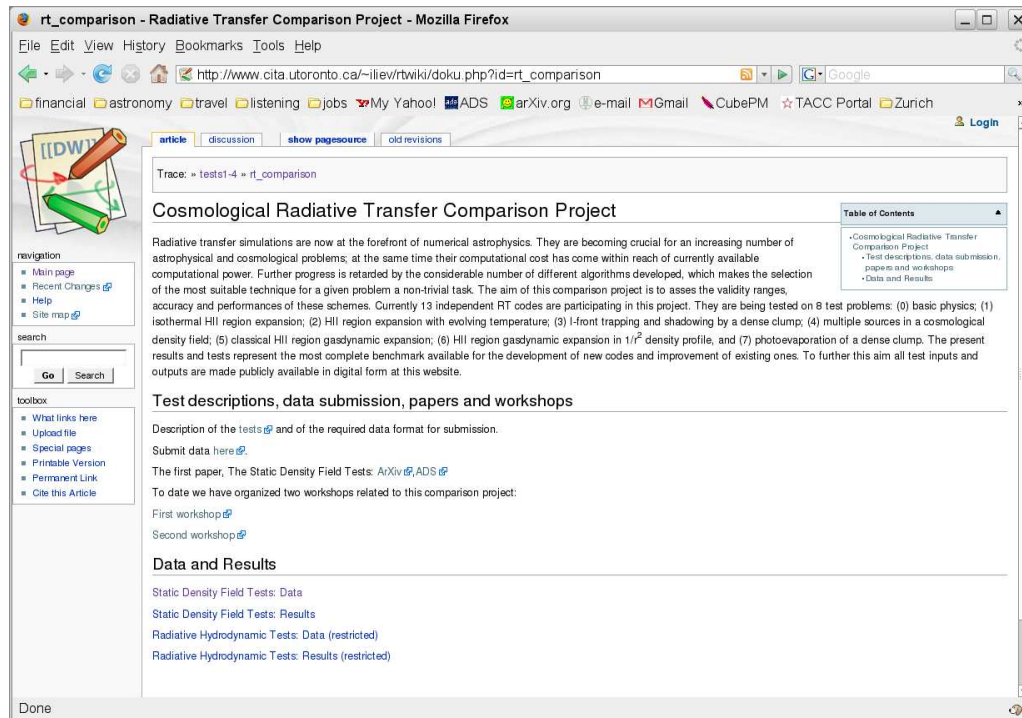 rt_comparison - Radiative Transfer Comparison Project - Mozilla Firefox
File Edit View History Bookmarks Tools Help
http://www.cita.utoronto.ca/~iliev/rtwiki/doku.php?id=rt_comparison
G Google
financial astronomy travel listening jobs My Yahoo! ADS arXiv.org e-mail Gmail CubePM TACC Portal Zurich »
Login
[[DW]]
article discussion show pagesource old revisions
Trace: » tests1-4 » rt_comparison
Cosmological Radiative Transfer Comparison Project
Table of Contents
Cosmological Radiative Transfer
Comparison Project
Test descriptions, data submission,
papers and workshops
Data and Results
Radiative transfer simulations are now at the forefront of numerical astrophysics. They are becoming crucial for an increasing number of
astrophysical and cosmological problems; at the same time their computational cost has come within reach of currently available
computational power. Further progress is retarded by the considerable number of different algorithms developed, which makes the selection
of the most suitable technique for a given problem a non-trivial task. The aim of this comparison project is to asses the validity ranges,
accuracy and performances of these schemes. Currently 13 independent RT codes are participating in this project. They are being tested on 8 test problems: (0) basic physics; (1)
isothermal HII region expansion; (2) HII region expansion with evolving temperature; (3) I-front trapping and shadowing by a dense clump; (4) multiple sources in a cosmological
density field; (5) classical HII region gasdynamic expansion; (6) HII region gasdynamic expansion in 1/r² density profile, and (7) photoevaporation of a dense clump. The present
results and tests represent the most complete benchmark available for the development of new codes and improvement of existing ones. To further this aim all test inputs and
outputs are made publicly available in digital form at this website.
navigation
Main page
Recent Changes
Help
Site map
search
Go Search
toolbox
What links here
Upload file
Special pages
Printable Version
Permanent Link
Cite this Article
Test descriptions, data submission, papers and workshops
Description of the tests and of the required data format for submission.
Submit data here.
The first paper, The Static Density Field Tests: ArXiv, ADS
To date we have organized two workshops related to this comparison project:
First workshop
Second workshop
Data and Results
Static Density Field Tests: Data
Static Density Field Tests: Results
Radiative Hydrodynamic Tests: Data (restricted)
Radiative Hydrodynamic Tests: Results (restricted)
Done